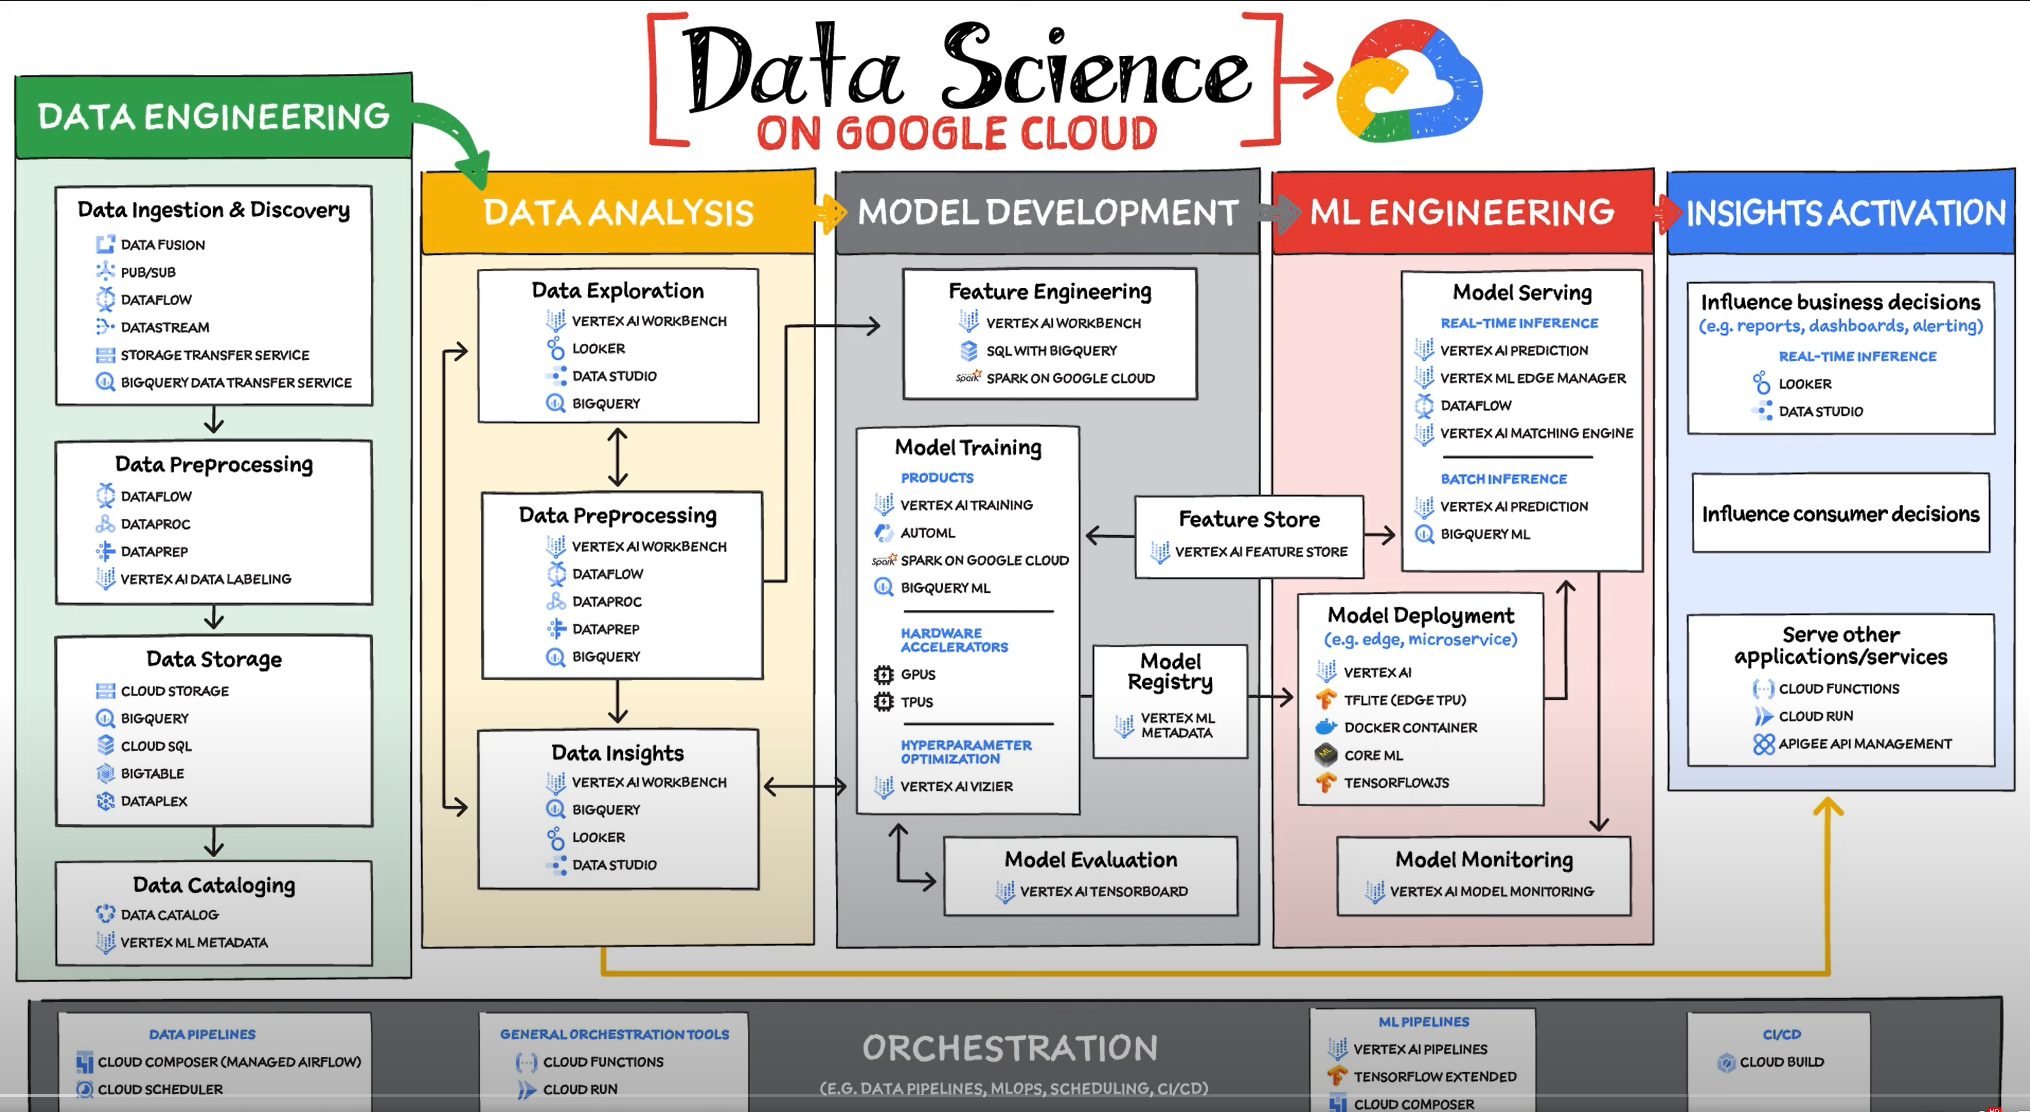 Data Science
ON GOOGLE CLOUD
DATA ENGINEERING
Data Ingestion & Discovery
DATA FUSION
PUB/SUB
DATAFLOW
DATASTREAM
STORAGE TRANSFER SERVICE
BIGQUERY DATA TRANSFER SERVICE
Data Preprocessing
DATAFLOW
DATAPROC
DATAPREP
VERTEX AI DATA LABELING
Data Storage
CLOUD STORAGE
BIGQUERY
CLOUD SQL
BIGTABLE
DATAPLEX
Data Cataloging
DATA CATALOG
VERTEX ML METADATA
DATA ANALYSIS
Data Exploration
VERTEX AI WORKBENCH
LOOKER
DATA STUDIO
BIGQUERY
Data Preprocessing
VERTEX AI WORKBENCH
DATAFLOW
DATAPROC
DATAPREP
BIGQUERY
Data Insights
VERTEX AI WORKBENCH
BIGQUERY
LOOKER
DATA STUDIO
MODEL DEVELOPMENT
Feature Engineering
VERTEX AI WORKBENCH
SQL WITH BIGQUERY
Spark SPARK ON GOOGLE CLOUD
Model Training
PRODUCTS
VERTEX AI TRAINING
AUTOML
Spark SPARK ON GOOGLE CLOUD
BIGQUERY ML
HARDWARE
ACCELERATORS
GPUS
TPUS
HYPERPARAMETER
OPTIMIZATION
VERTEX AI VIZIER
Feature Store
VERTEX AI FEATURE STORE
Model
Registry
VERTEX ML
METADATA
Model Evaluation
VERTEX AI TENSORBOARD
ML ENGINEERING
Model Serving
REAL-TIME INFERENCE
VERTEX AI PREDICTION
VERTEX ML EDGE MANAGER
DATAFLOW
VERTEX AI MATCHING ENGINE
BATCH INFERENCE
VERTEX AI PREDICTION
BIGQUERY ML
Model Deployment
(e.g. edge, microservice)
VERTEX AI
TFLITE (EDGE TPU)
DOCKER CONTAINER
ML CORE ML
TENSORFLOW.JS
Model Monitoring
VERTEX AI MODEL MONITORING
INSIGHTS ACTIVATION
Influence business decisions
(e.g. reports, dashboards, alerting)
REAL-TIME INFERENCE
LOOKER
DATA STUDIO
Influence consumer decisions
Serve other
applications/services
CLOUD FUNCTIONS
CLOUD RUN
APIGEE API MANAGEMENT
DATA PIPELINES
CLOUD COMPOSER (MANAGED AIRFLOW)
CLOUD SCHEDULER
GENERAL ORCHESTRATION TOOLS
CLOUD FUNCTIONS
CLOUD RUN
ORCHESTRATION
(E.G. DATA PIPELINES, MLOPS, SCHEDULING, CI/CD)
ML PIPELINES
VERTEX AI PIPELINES
TENSORFLOW EXTENDED
CLOUD COMPOSER
CI/CD
CLOUD BUILD
HD